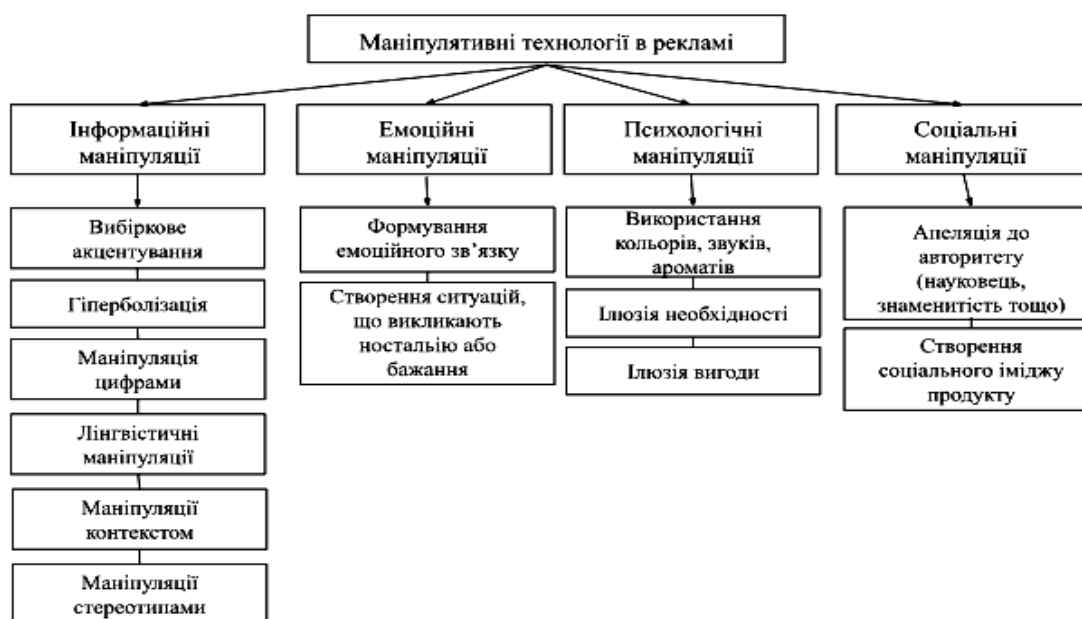 Маніпулятивні технології в рекламі
Інформаційні
маніпуляції
Вибіркове
акцентування
Гіперболізація
Маніпуляція
цифрами
Лінгвістичні
маніпуляції
Маніпуляції
контекстом
Маніпуляції
стереотипами
Емоційні
маніпуляції
Формування
емоційного зв’язку
Створення ситуацій,
що викликають
ностальію або
бажання
Психологічні
маніпуляції
Використання
кольорів, звуків,
ароматів
Ілюзія необхідності
Ілюзія вигоди
Соціальні
маніпуляції
Апеляція до
авторитету
(науковець,
знаменитість тощо)
Створення
соціального іміджу
продукту